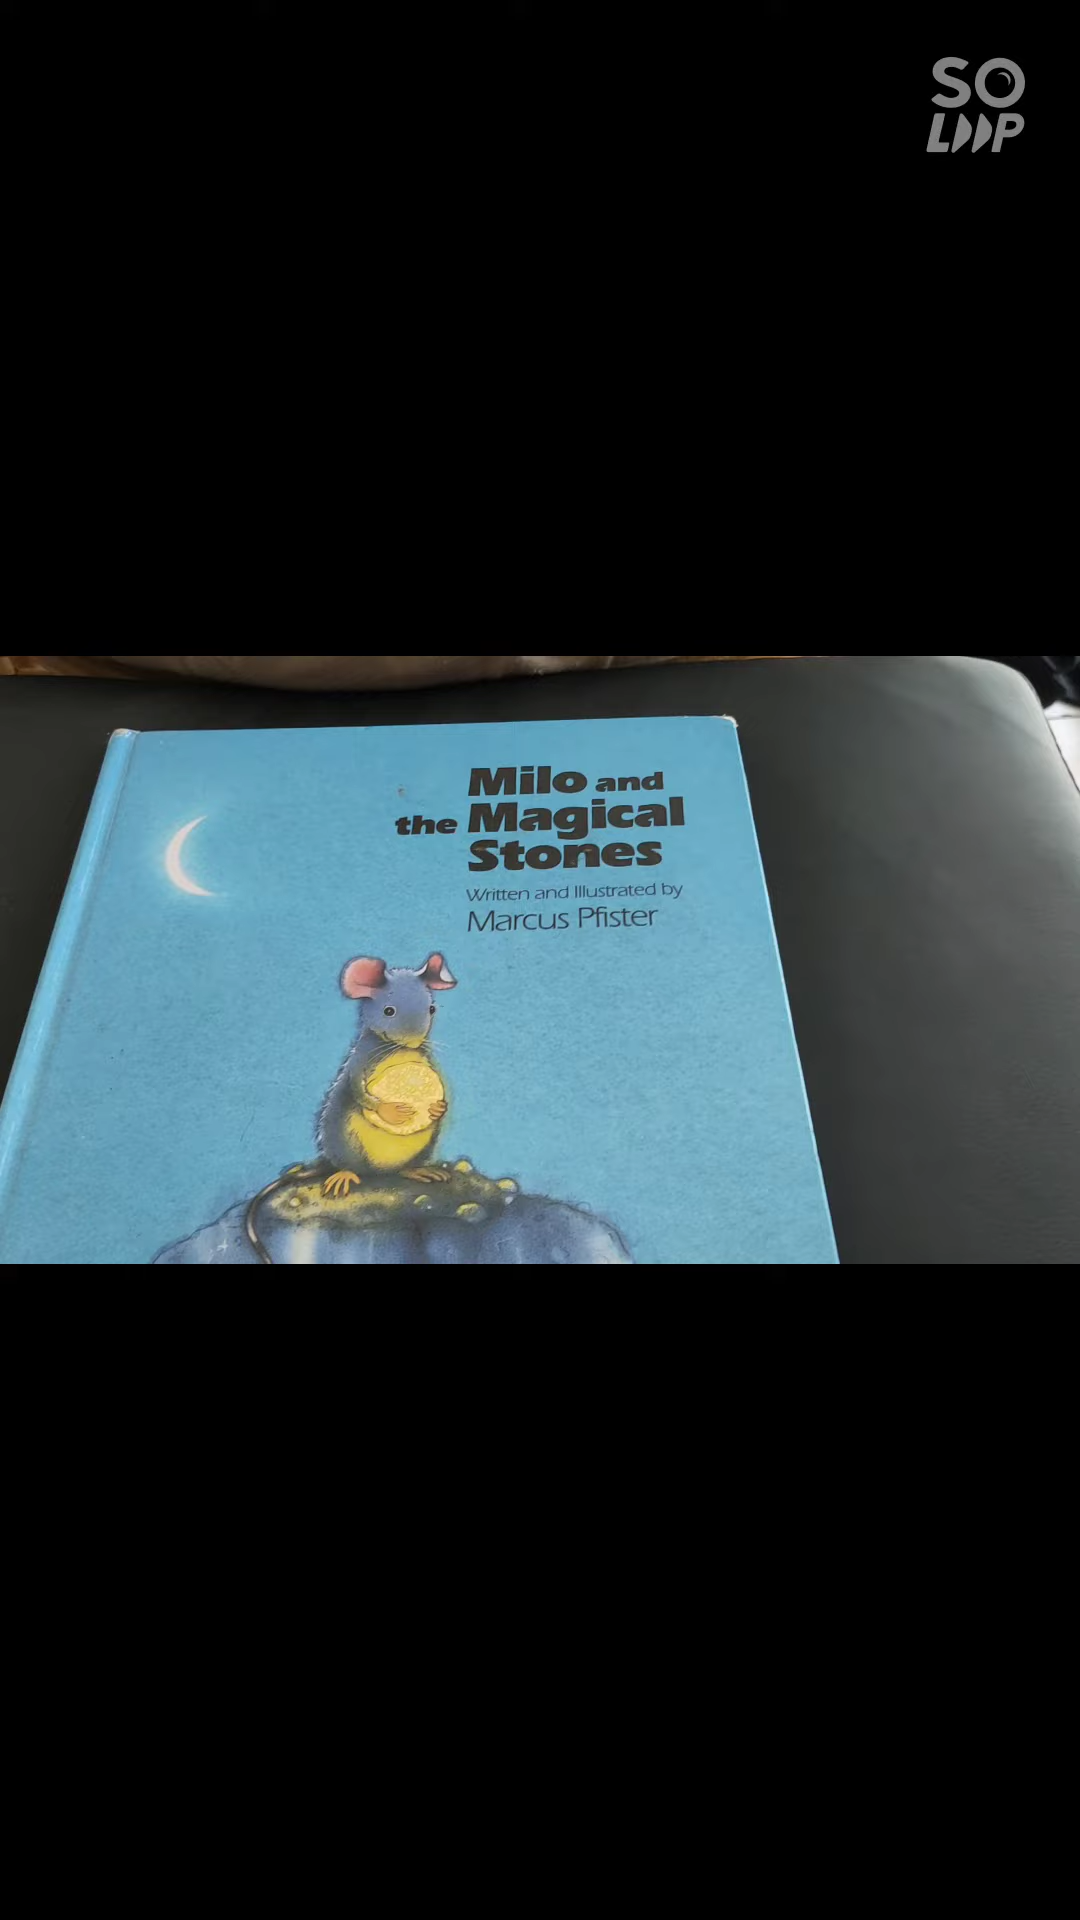 SO
LOOP
Milo and
the Magical
Stones
Written and Illustrated by
Marcus Pfister